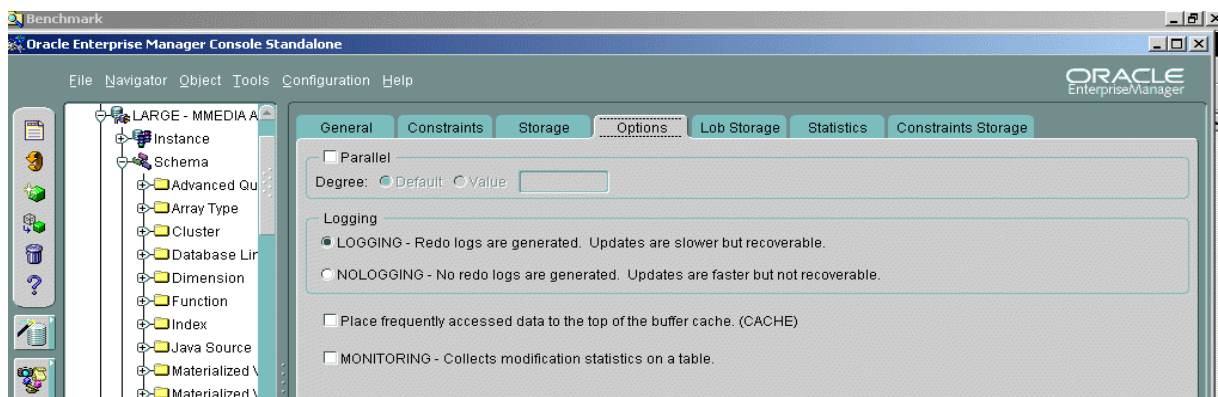 Benchmark
Oracle Enterprise Manager Console Standalone
File Navigator Object Tools Configuration Help
ORACLE
EnterpriseManager
LARGE - MMEDIA A
Instance
Schema
Advanced Qu
Array Type
Cluster
Database Lin
Dimension
Function
Index
Java Source
Materialized V
Materialized V
General Constraints Storage Options Lob Storage Statistics Constraints Storage
Parallel
Degree: Default Value
Logging
LOGGING - Redo logs are generated. Updates are slower but recoverable.
NOLOGGING - No redo logs are generated. Updates are faster but not recoverable.
Place frequently accessed data to the top of the buffer cache. (CACHE)
MONITORING - Collects modification statistics on a table.